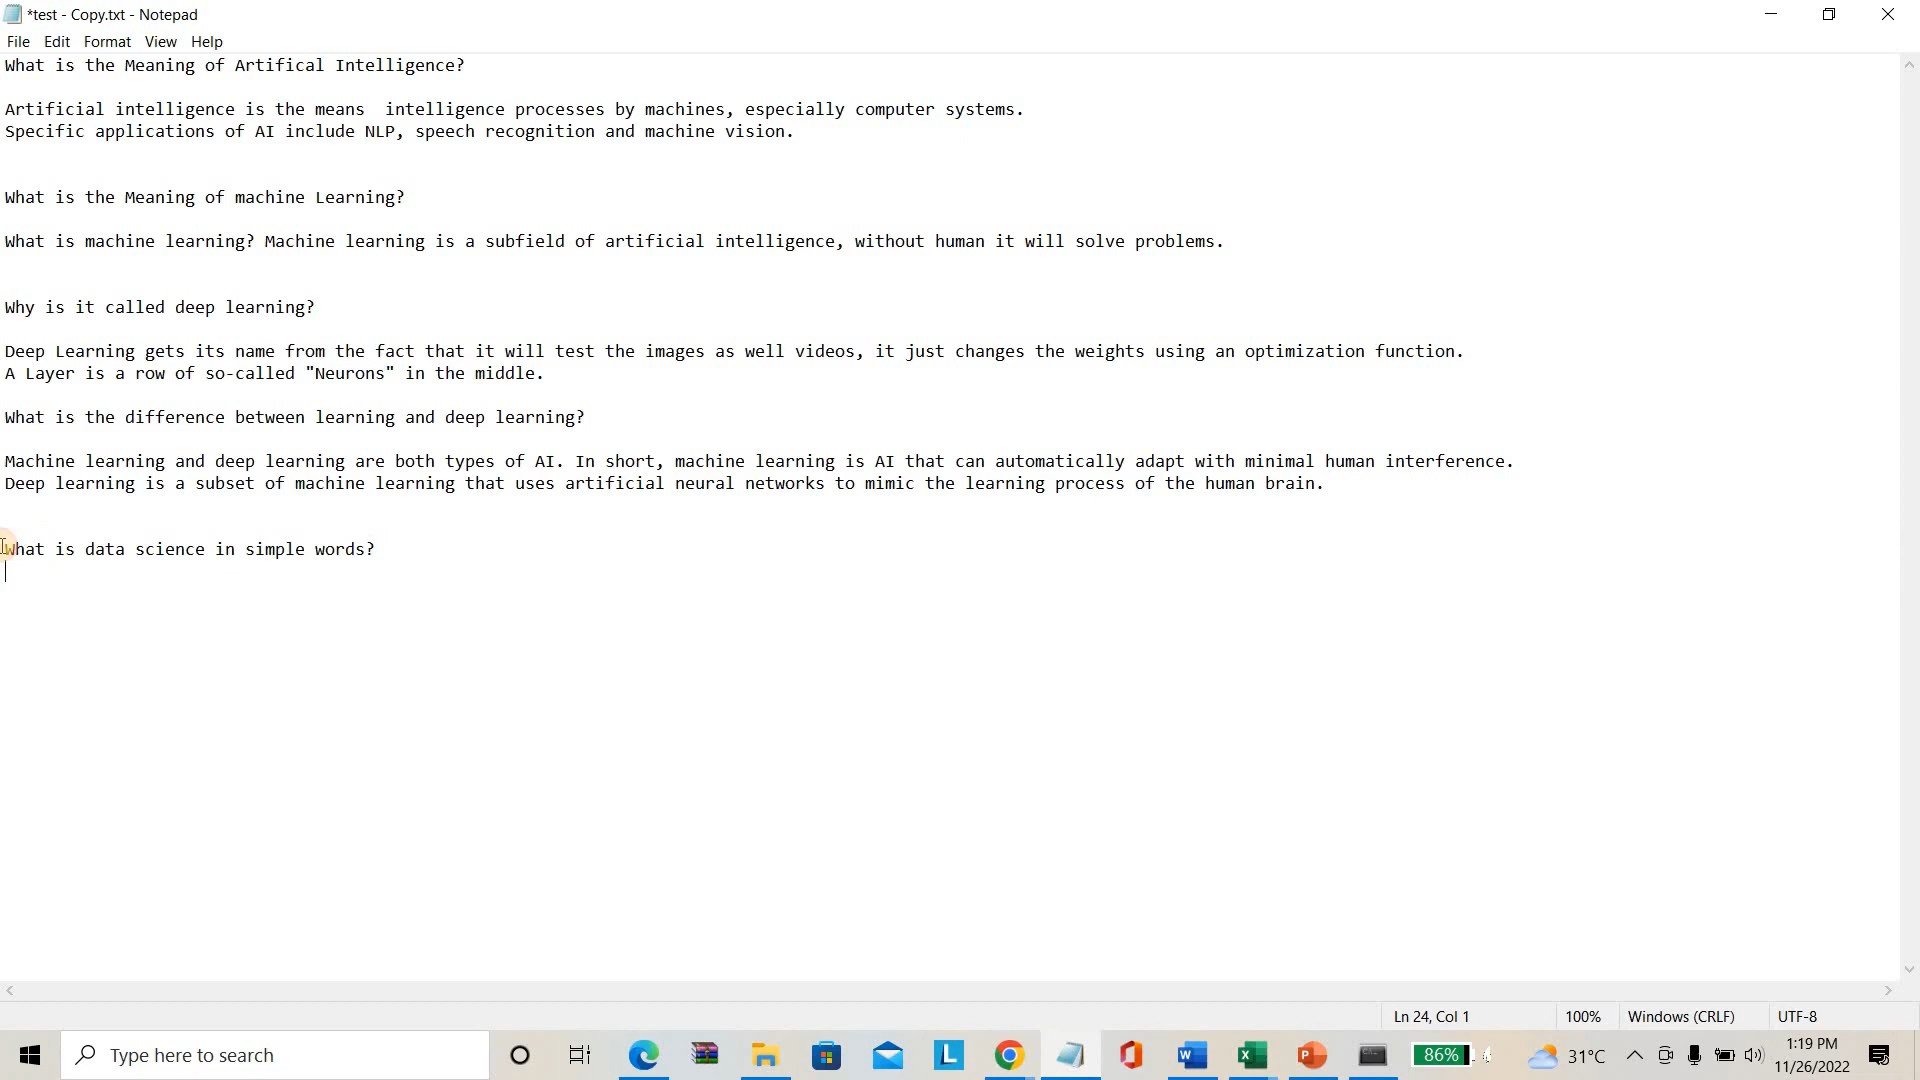 *test - Copy.txt - Notepad
File Edit Format View Help
What is the Meaning of Artifical Intelligence?
Artificial intelligence is the means  intelligence processes by machines, especially computer systems.
Specific applications of AI include NLP, speech recognition and machine vision.
What is the Meaning of machine Learning?
What is machine learning? Machine learning is a subfield of artificial intelligence, without human it will solve problems.
Why is it called deep learning?
Deep Learning gets its name from the fact that it will test the images as well videos, it just changes the weights using an optimization function.
A Layer is a row of so-called "Neurons" in the middle.
What is the difference between learning and deep learning?
Machine learning and deep learning are both types of AI. In short, machine learning is AI that can automatically adapt with minimal human interference.
Deep learning is a subset of machine learning that uses artificial neural networks to mimic the learning process of the human brain.
What is data science in simple words?
Ln 24, Col 1 100% Windows (CRLF) UTF-8
Type here to search 86% 31°C 1:19 PM
11/26/2022